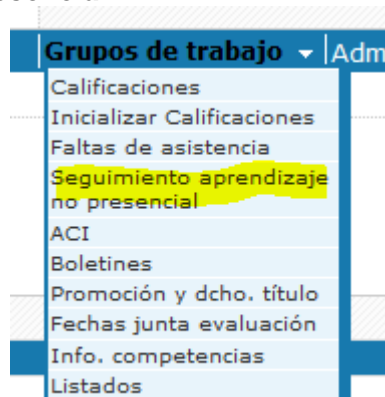 Grupos de trabajo Adm
Calificaciones
Inicializar Calificaciones
Faltas de asistencia
Seguimiento aprendizaje
no presencial
ACI
Boletines
Promoción y dcho. título
Fechas junta evaluación
Info. competencias
Listados